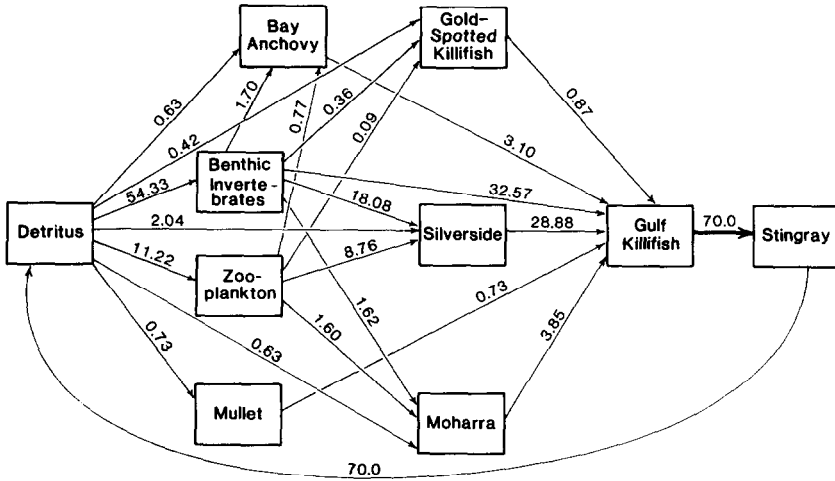 Bay
Anchovy
Gold-
Spotted
Killifish
0.63
1.70
0.77
0.36
0.09
0.87
0.42
3.10
54.33
Benthic
Inverte-
brates
32.57
18.08
2.04
Detritus
Silverside
28.88
Gulf
Killifish
70.0
Stingray
11.22
Zoo-
plankton
8.76
0.73
1.62
1.60
0.63
0.73
3.85
Mullet
Moharra
70.0